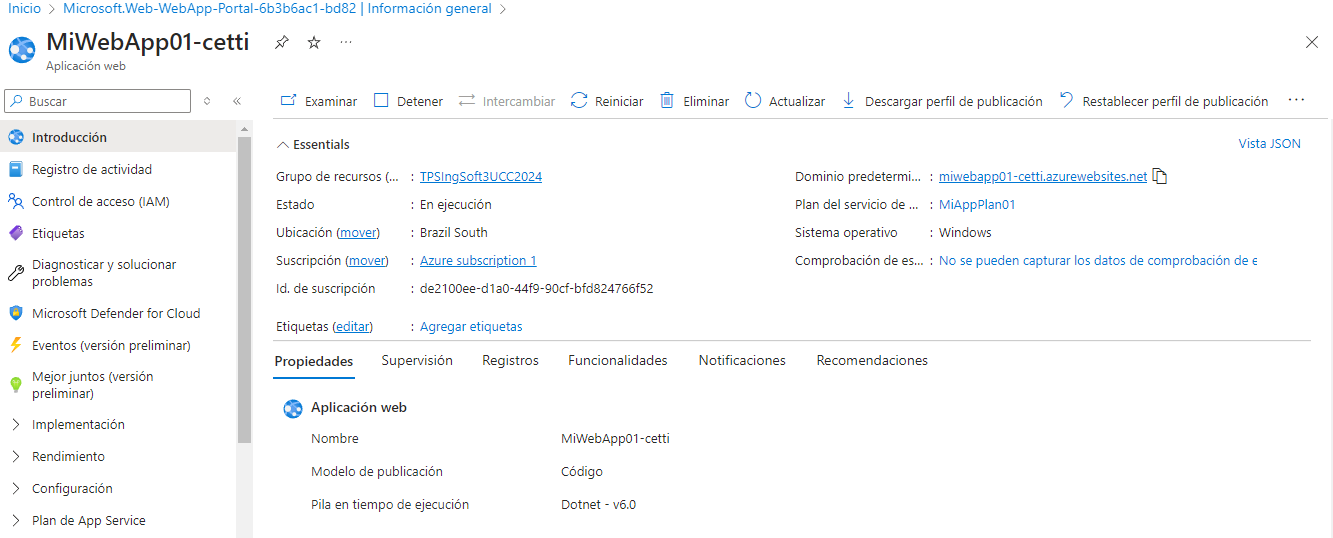 Inicio > Microsoft.Web-WebApp-Portal-6b3b6ac1-bd82 | Información general >
MiWebApp01-cetti
Aplicación web
Buscar
Examinar Detener Intercambiar Reiniciar Eliminar Actualizar Descargar perfil de publicación Restablecer perfil de publicación ...
Introducción
Registro de actividad
Control de acceso (IAM)
Etiquetas
Diagnosticar y solucionar
problemas
Microsoft Defender for Cloud
Eventos (versión preliminar)
Mejor juntos (versión
preliminar)
Implementación
Rendimiento
Configuración
Plan de App Service
Essentials
Vista JSON
Grupo de recursos (... : TPSIngSoft3UCC2024
Estado : En ejecución
Ubicación (mover) : Brazil South
Suscripción (mover) : Azure subscription 1
Id. de suscripción : de2100ee-d1a0-44f9-90cf-bfd824766f52
Etiquetas (editar) : Agregar etiquetas
Dominio predetermi... : miwebapp01-cetti.azurewebsites.net
Plan del servicio de ... : MiAppPlan01
Sistema operativo : Windows
Comprobación de es... : No se pueden capturar los datos de comprobación de e
Propiedades Supervisión Registros Funcionalidades Notificaciones Recomendaciones
Aplicación web
Nombre MiWebApp01-cetti
Modelo de publicación Código
Pila en tiempo de ejecución Dotnet - v6.0